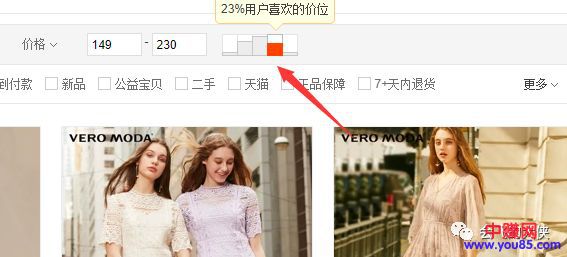 23%用户喜欢的价位
价格 149 - 230
到付款 新品 公益宝贝 二手 天猫 正品保障 7+天内退货 更多
VERO MODA VERO MODA
中赚网
www.you85.com